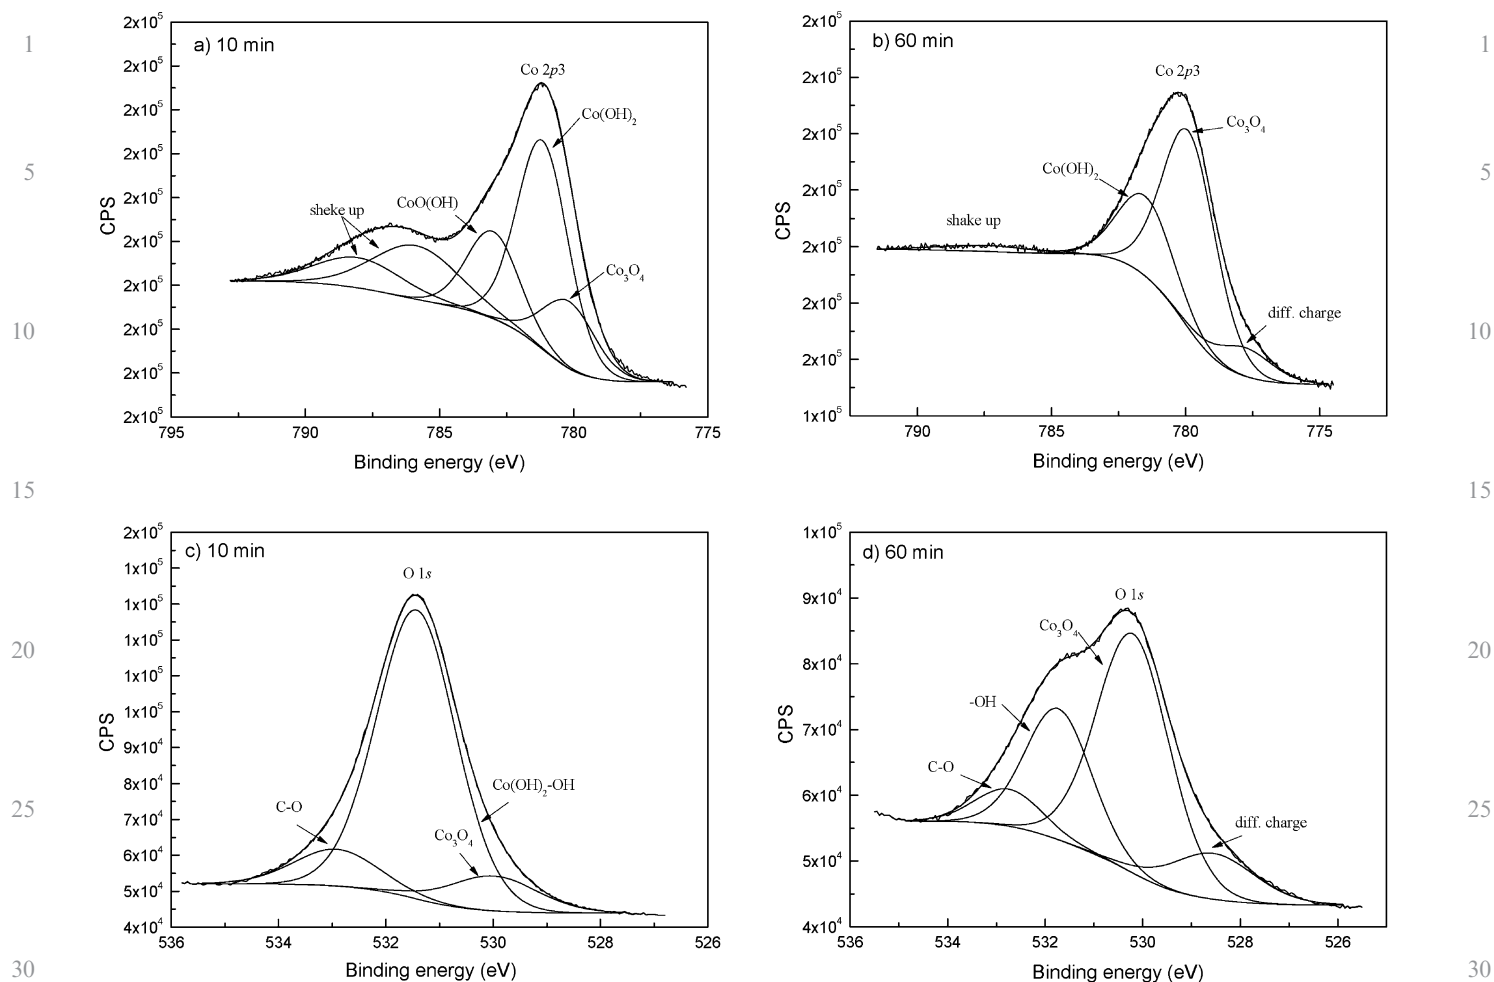 1
5
10
15
20
25
30
a) 10 min
Co 2p3
Co(OH)2
CoO(OH)
sheke up
Co3O4
CPS
2x10^5
2x10^5
2x10^5
2x10^5
2x10^5
2x10^5
2x10^5
2x10^5
2x10^5
2x10^5
795 790 785 780 775
Binding energy (eV)
b) 60 min
Co 2p3
Co3O4
Co(OH)2
shake up
diff. charge
CPS
2x10^5
2x10^5
2x10^5
2x10^5
2x10^5
2x10^5
2x10^5
1x10^5
790 785 780 775
Binding energy (eV)
c) 10 min
O 1s
Co(OH)2-OH
C-O
Co3O4
CPS
2x10^5
1x10^5
1x10^5
1x10^5
1x10^5
1x10^5
9x10^4
8x10^4
7x10^4
6x10^4
5x10^4
4x10^4
536 534 532 530 528 526
Binding energy (eV)
d) 60 min
O 1s
Co3O4
-OH
C-O
diff. charge
CPS
1x10^5
9x10^4
8x10^4
7x10^4
6x10^4
5x10^4
4x10^4
536 534 532 530 528 526
Binding energy (eV)
1
5
10
15
20
25
30